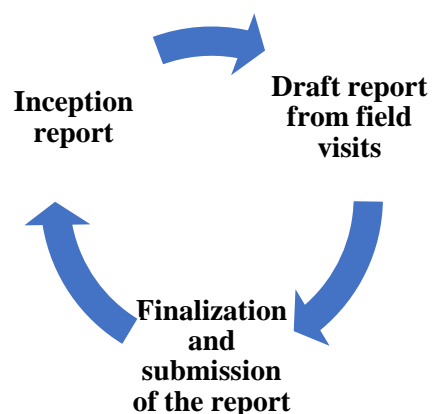 Inception
report
Draft report
from field
visits
Finalization
and
submission
of the report